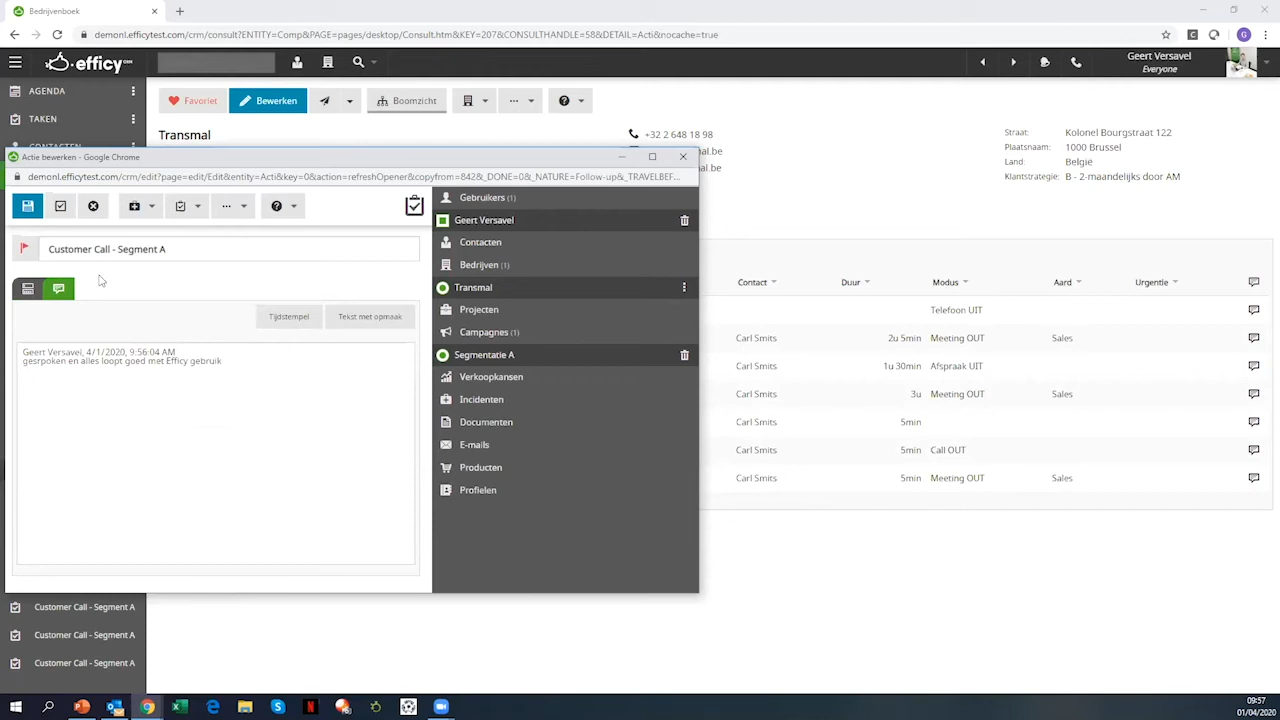 Bedrijvenboek
demonl.efficytest.com/crm/consult?ENTITY=Comp&PAGE=pages/desktop/Consult.htm&KEY=207&CONSULTHANDLE=58&DETAIL=Acti&nocache=true
efficy
Geert Versavel
Everyone
AGENDA
TAKEN
CONTACTEN
Favoriet
Bewerken
Boomzicht
Transmal
+32 2 648 18 98
al.be
al.be
Straat: Kolonel Bourgstraat 122
Plaatsnaam: 1000 Brussel
Land: België
Klantstrategie: B - 2-maandelijks door AM
Actie bewerken - Google Chrome
demonl.efficytest.com/crm/edit?page=edit/Edit&entity=Acti&key=0&action=refreshOpener&copyfrom=842&_DONE=0&_NATURE=Follow-up&_TRAVELBEF...
Customer Call - Segment A
Tijdstempel
Tekst met opmaak
Geert Versavel, 4/1/2020, 9:56:04 AM
gesrpoken en alles loopt goed met Efficy gebruik
Gebruikers (1)
Geert Versavel
Contacten
Bedrijven (1)
Transmal
Projecten
Campagnes (1)
Segmentatie A
Verkoopkansen
Incidenten
Documenten
E-mails
Producten
Profielen
Contact Duur Modus Aard Urgentie
Telefoon UIT
Carl Smits 2u 5min Meeting OUT Sales
Carl Smits 1u 30min Afspraak UIT
Carl Smits 3u Meeting OUT Sales
Carl Smits 5min
Carl Smits 5min Call OUT
Carl Smits 5min Meeting OUT Sales
Customer Call - Segment A
Customer Call - Segment A
Customer Call - Segment A
09:57
01/04/2020